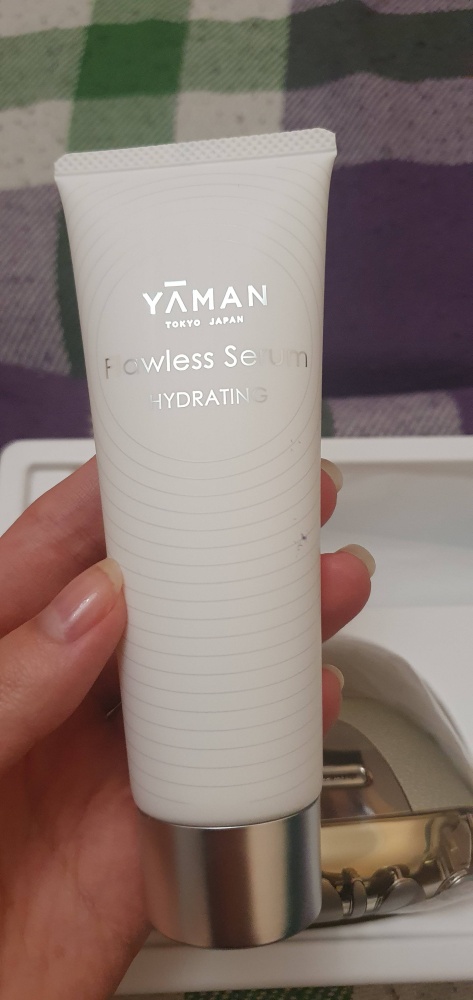 YĀMAN
TOKYO JAPAN
Flawless Serum
HYDRATING